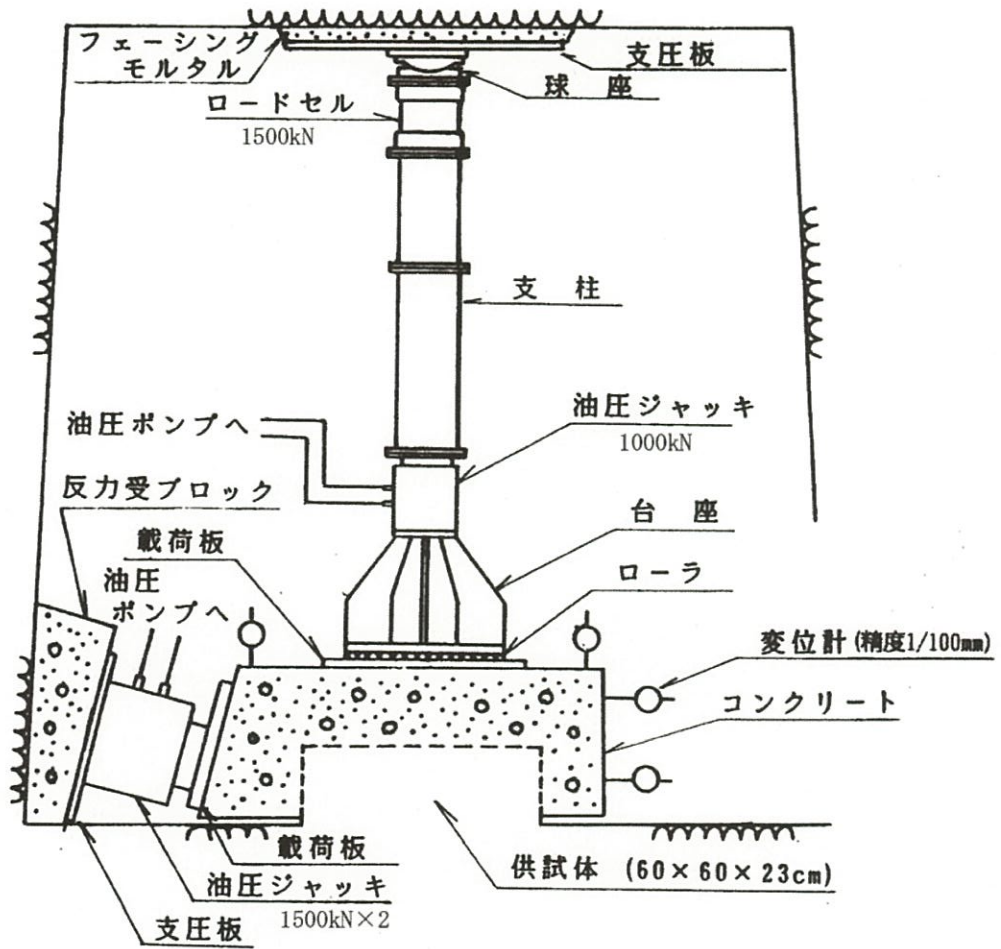 フェーシング
モルタル
支圧板
球座
ロードセル
1500kN
支柱
油圧ポンプへ
油圧ジャッキ
1000kN
反力受ブロック
台座
載荷板
ローラ
油圧
ポンプへ
変位計(精度1/100mm)
コンクリート
載荷板
供試体 (60×60×23cm)
油圧ジャッキ
1500kN×2
支圧板